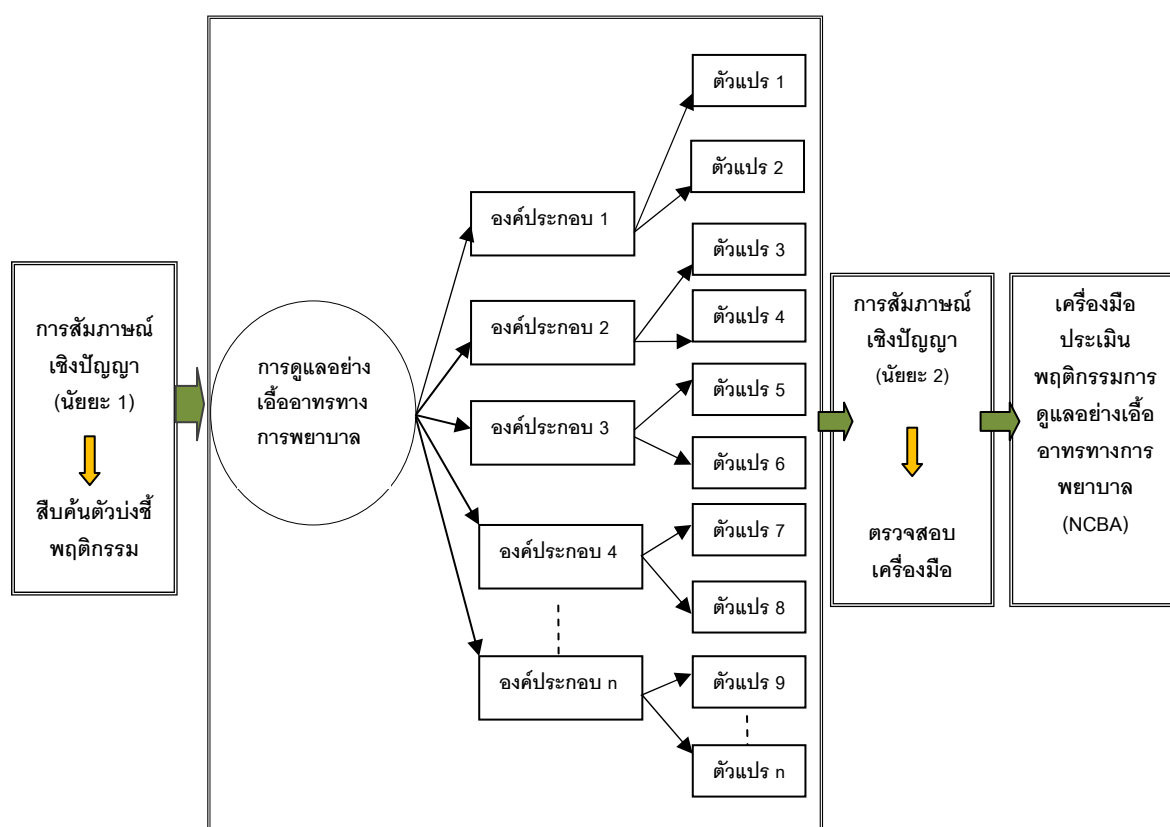 การสัมภาษณ์
เชิงปัญญา
(นัยยะ 1)
สืบค้นตัวบ่งชี้
พฤติกรรม
การดูแลอย่าง
เอื้ออาทรทาง
การพยาบาล
องค์ประกอบ 1
องค์ประกอบ 2
องค์ประกอบ 3
องค์ประกอบ 4
องค์ประกอบ n
ตัวแปร 1
ตัวแปร 2
ตัวแปร 3
ตัวแปร 4
ตัวแปร 5
ตัวแปร 6
ตัวแปร 7
ตัวแปร 8
ตัวแปร 9
ตัวแปร n
การสัมภาษณ์
เชิงปัญญา
(นัยยะ 2)
ตรวจสอบ
เครื่องมือ
เครื่องมือ
ประเมิน
พฤติกรรมการ
ดูแลอย่างเอื้อ
อาทรทางการ
พยาบาล
(NCBA)